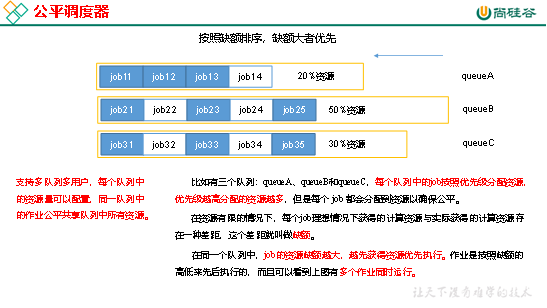 公平调度器
尚硅谷
按照缺额排序，缺额大者优先
job11 job12 job13 job14 20%资源 queueA
job21 job22 job23 job24 job25 50%资源 queueB
job31 job32 job33 job34 job35 30%资源 queueC
支持多队列多用户，每个队列中
的资源量可以配置，同一队列中
的作业公平共享队列中所有资源。
比如有三个队列：queueA、queueB和queueC，每个队列中的job按照优先级分配资源，
优先级越高分配的资源越多，但是每个 job 都会分配到资源以确保公平。
在资源有限的情况下，每个job理想情况下获得的计算资源与实际获得的计算资源存
在一种差距，这个差距就叫做缺额。
在同一个队列中，job的资源缺额越大，越先获得资源优先执行。作业是按照缺额的
高低来先后执行的，而且可以看到上图有多个作业同时运行。
让天下没有难学的技术